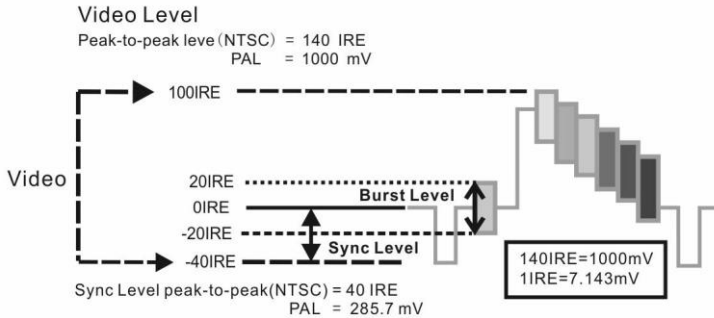 Video Level
Peak-to-peak leve(NTSC) = 140 IRE
PAL = 1000 mV
100IRE
Video
20IRE
Burst Level
0IRE
-20IRE
Sync Level
-40IRE
140IRE=1000mV
1IRE=7.143mV
Sync Level peak-to-peak(NTSC) = 40 IRE
PAL = 285.7 mV